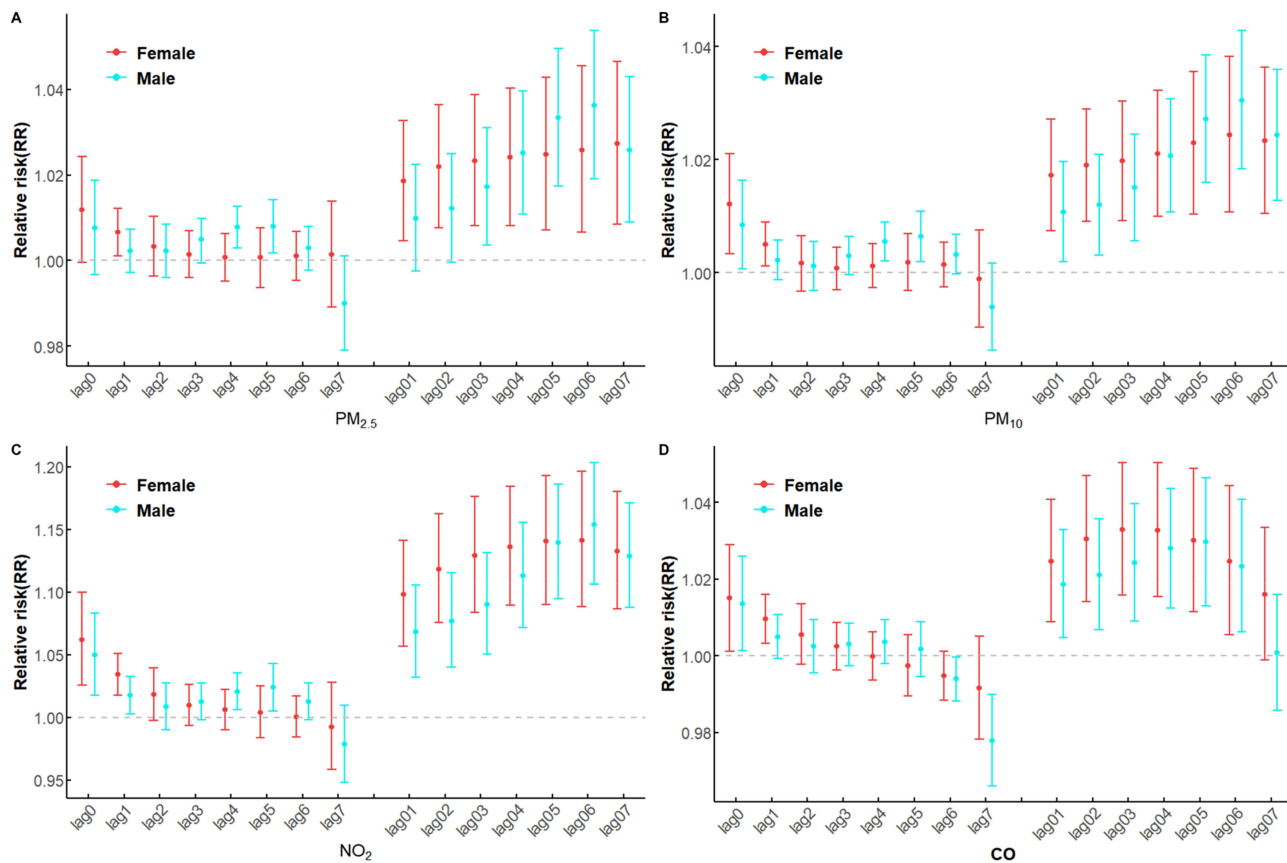 A
Female
Male
Relative risk(RR)
1.04
1.02
1.00
0.98
lag0 lag1 lag2 lag3 lag4 lag5 lag6 lag7 lag01 lag02 lag03 lag04 lag05 lag06 lag07
PM2.5
B
Female
Male
Relative risk(RR)
1.04
1.02
1.00
lag0 lag1 lag2 lag3 lag4 lag5 lag6 lag7 lag01 lag02 lag03 lag04 lag05 lag06 lag07
PM10
C
Female
Male
Relative risk(RR)
1.20
1.15
1.10
1.05
1.00
0.95
lag0 lag1 lag2 lag3 lag4 lag5 lag6 lag7 lag01 lag02 lag03 lag04 lag05 lag06 lag07
NO2
D
Female
Male
Relative risk(RR)
1.04
1.02
1.00
0.98
lag0 lag1 lag2 lag3 lag4 lag5 lag6 lag7 lag01 lag02 lag03 lag04 lag05 lag06 lag07
CO